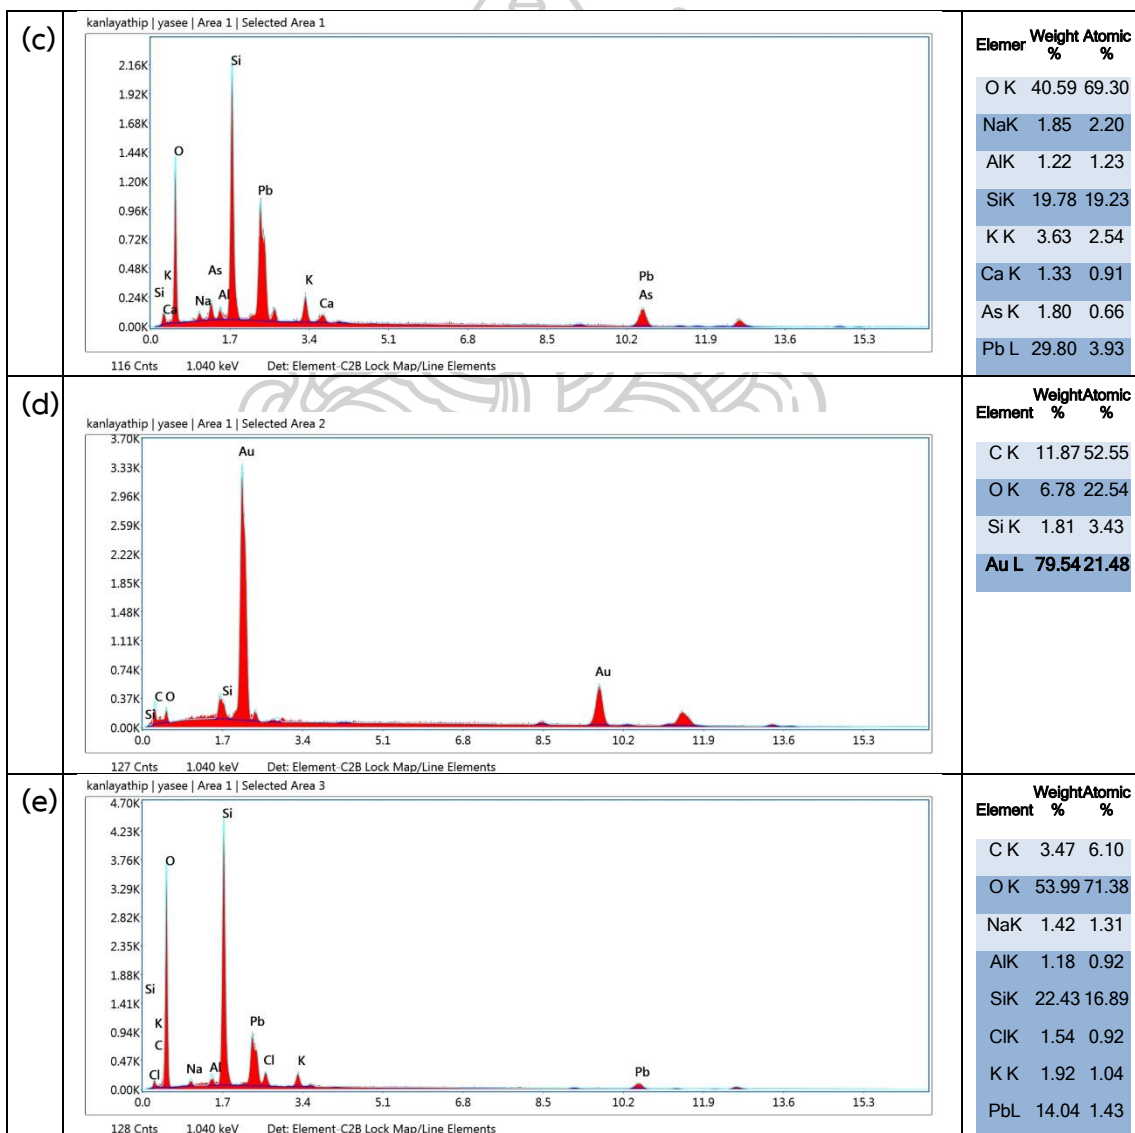 (c)
kanlayathip | yasee | Area 1 | Selected Area 1
2.16K
1.92K
1.68K
1.44K
1.20K
0.96K
0.72K
0.48K
0.24K
0.00K
Si
O
Pb
K
As
Si
Ca
Na
Al
K
Ca
Pb
As
0.0 1.7 3.4 5.1 6.8 8.5 10.2 11.9 13.6 15.3
116 Cnts 1.040 keV Det: Element-C2B Lock Map/Line Elements
Elemer Weight % Atomic %
O K 40.59 69.30
NaK 1.85 2.20
AlK 1.22 1.23
SiK 19.78 19.23
K K 3.63 2.54
Ca K 1.33 0.91
As K 1.80 0.66
Pb L 29.80 3.93
(d)
kanlayathip | yasee | Area 1 | Selected Area 2
3.70K
3.33K
2.96K
2.59K
2.22K
1.85K
1.48K
1.11K
0.74K
0.37K
0.00K
Au
Si
C O
Si
Au
0.0 1.7 3.4 5.1 6.8 8.5 10.2 11.9 13.6 15.3
127 Cnts 1.040 keV Det: Element-C2B Lock Map/Line Elements
Element Weight % Atomic %
C K 11.87 52.55
O K 6.78 22.54
Si K 1.81 3.43
Au L 79.54 21.48
(e)
kanlayathip | yasee | Area 1 | Selected Area 3
4.70K
4.23K
3.76K
3.29K
2.82K
2.35K
1.88K
1.41K
0.94K
0.47K
0.00K
Si
O
Si
K
C
Cl
Na
Al
Pb
Cl
K
Pb
0.0 1.7 3.4 5.1 6.8 8.5 10.2 11.9 13.6 15.3
128 Cnts 1.040 keV Det: Element-C2B Lock Map/Line Elements
Element Weight % Atomic %
C K 3.47 6.10
O K 53.99 71.38
NaK 1.42 1.31
AlK 1.18 0.92
SiK 22.43 16.89
ClK 1.54 0.92
K K 1.92 1.04
PbL 14.04 1.43